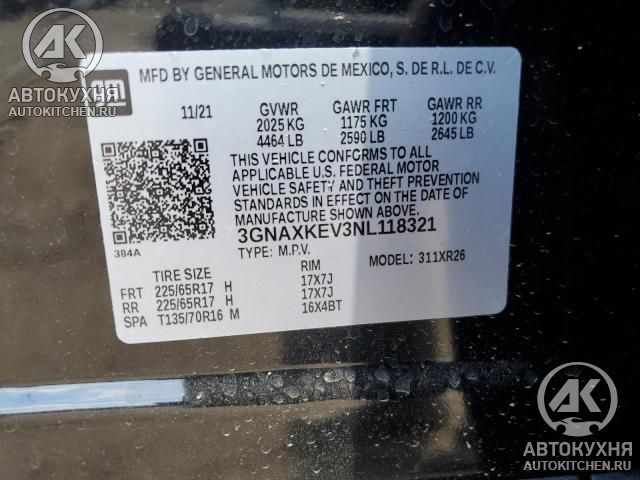 AK
АВТОКУХНЯ
AUTOKITCHEN.RU
GM
MFD BY GENERAL MOTORS DE MEXICO, S. DE R.L. DE C.V.
11/21 GVWR GAWR FRT GAWR RR
2025 KG 1175 KG 1200 KG
4464 LB 2590 LB 2645 LB
THIS VEHICLE CONFORMS TO ALL
APPLICABLE U.S. FEDERAL MOTOR
VEHICLE SAFETY AND THEFT PREVENTION
STANDARDS IN EFFECT ON THE DATE OF
MANUFACTURE SHOWN ABOVE.
384A
3GNAXKEV3NL118321
TYPE: M.P.V. MODEL: 311XR26
TIRE SIZE RIM
FRT 225/65R17 H 17X7J
RR 225/65R17 H 17X7J
SPA T135/70R16 M 16X4BT
AK
АВТОКУХНЯ
AUTOKITCHEN.RU